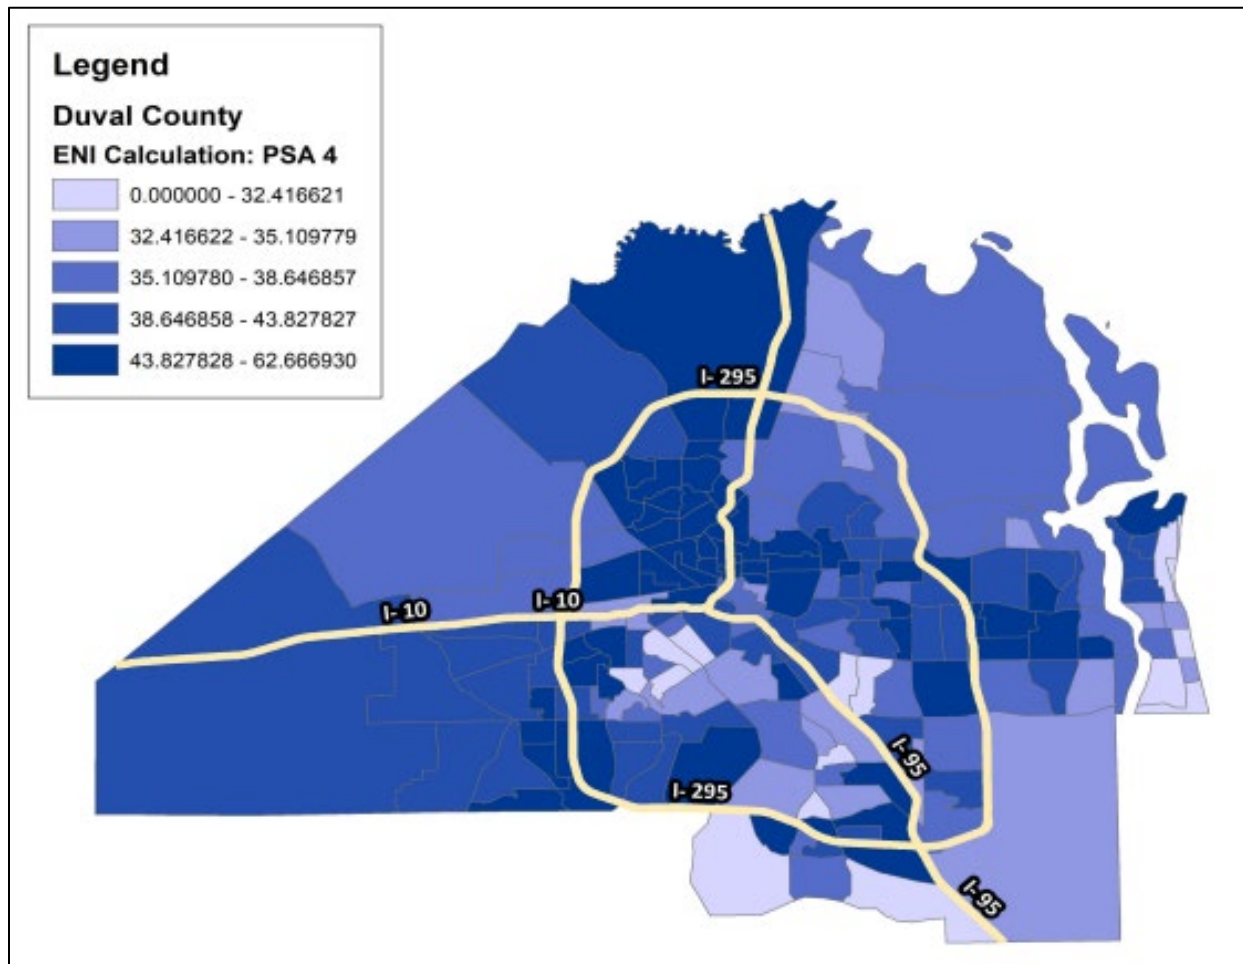 Legend
Duval County
ENI Calculation: PSA 4
0.000000 - 32.416621
32.416622 - 35.109779
35.109780 - 38.646857
38.646858 - 43.827827
43.827828 - 62.666930
I- 295
I- 10
I- 10
I- 95
I- 295
I- 95